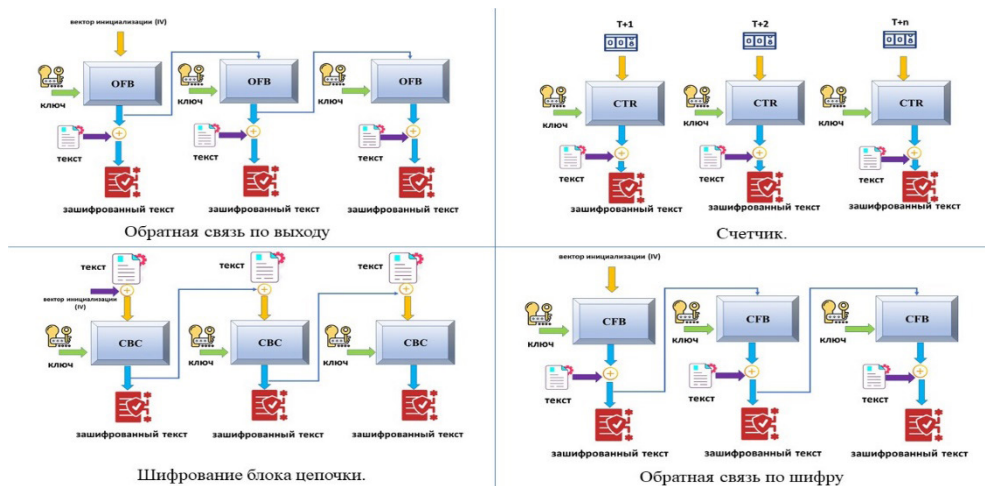 вектор инициализации (IV)
OFB
OFB
OFB
ключ
ключ
ключ
текст
текст
текст
зашифрованный текст
зашифрованный текст
зашифрованный текст
Обратная связь по выходу
T+1
T+2
T+n
CTR
CTR
CTR
ключ
ключ
ключ
текст
текст
текст
зашифрованный текст
зашифрованный текст
зашифрованный текст
Счетчик.
текст
текст
текст
вектор инициализации
(IV)
CBC
CBC
CBC
ключ
ключ
ключ
зашифрованный текст
зашифрованный текст
зашифрованный текст
Шифрование блока цепочки.
вектор инициализации (IV)
CFB
CFB
CFB
ключ
ключ
ключ
текст
текст
текст
зашифрованный текст
зашифрованный текст
зашифрованный текст
Обратная связь по шифру